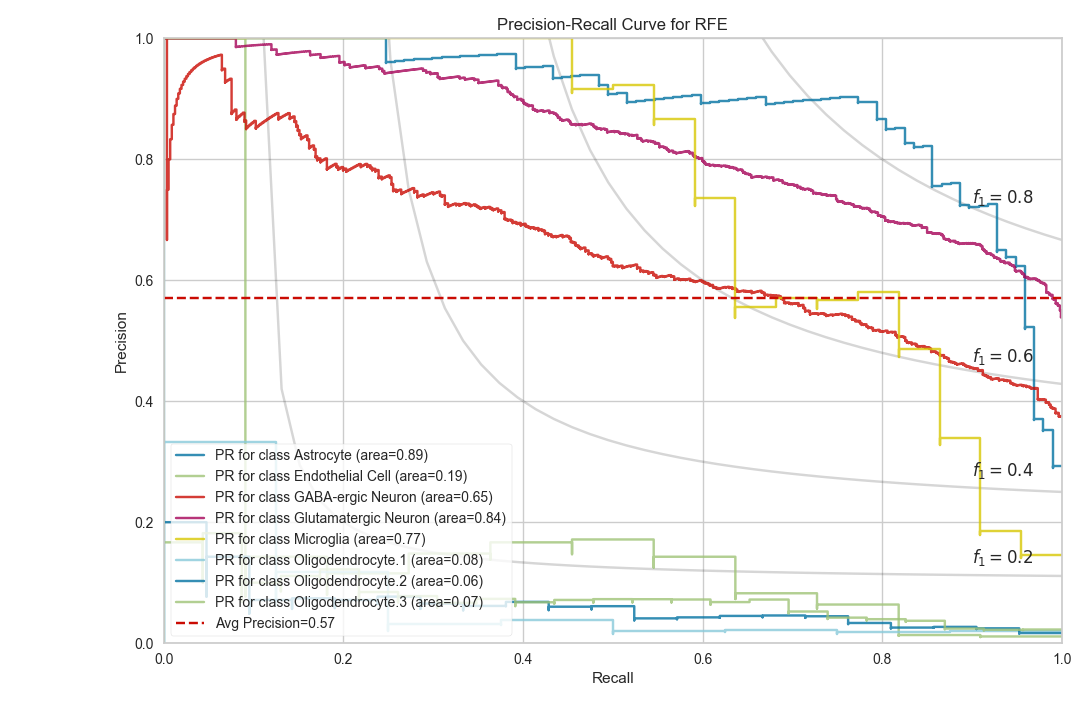 Precision-Recall Curve for RFE
1.0
0.8
0.6
0.4
0.2
0.0
Precision
f1 = 0.8
f1 = 0.6
f1 = 0.4
f1 = 0.2
PR for class Astrocyte (area=0.89)
PR for class Endothelial Cell (area=0.19)
PR for class GABA-ergic Neuron (area=0.65)
PR for class Glutamatergic Neuron (area=0.84)
PR for class Microglia (area=0.77)
PR for class Oligodendrocyte.1 (area=0.08)
PR for class Oligodendrocyte.2 (area=0.06)
PR for class Oligodendrocyte.3 (area=0.07)
Avg Precision=0.57
0.0 0.2 0.4 0.6 0.8 1.0
Recall